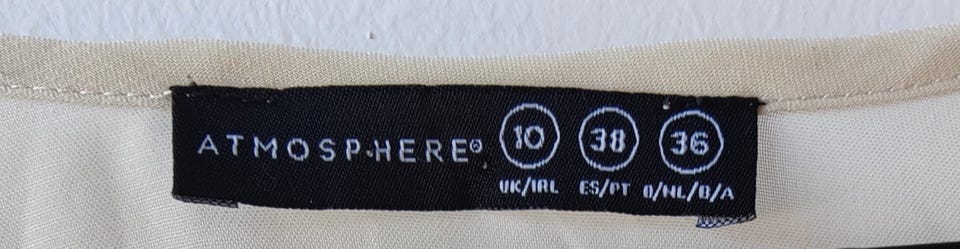 ATMOSPHERE® 10 38 36
UK/IRL ES/PT D/NL/B/A